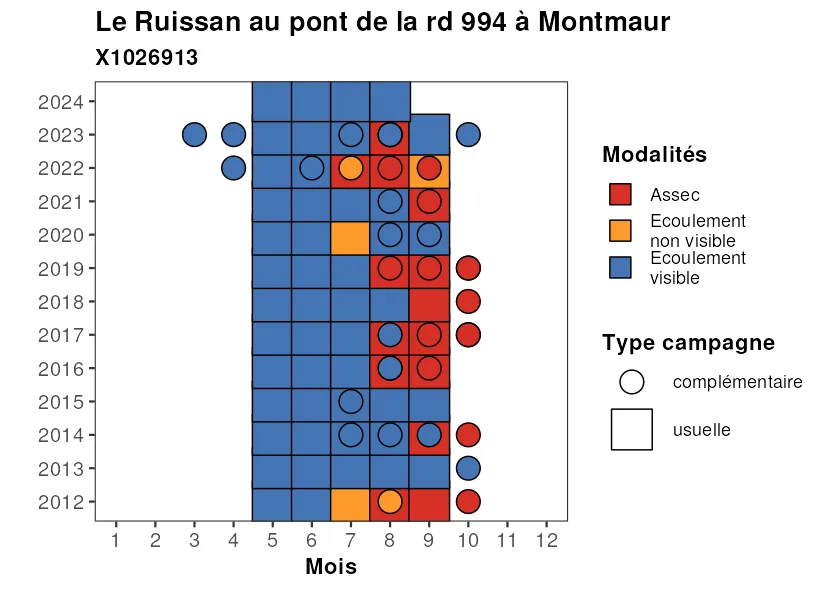 Le Ruissan au pont de la rd 994 à Montmaur
X1026913
2024
2023
2022
2021
2020
2019
2018
2017
2016
2015
2014
2013
2012
1 2 3 4 5 6 7 8 9 10 11 12
Mois
Modalités
Assec
Ecoulement
non visible
Ecoulement
visible
Type campagne
complémentaire
usuelle